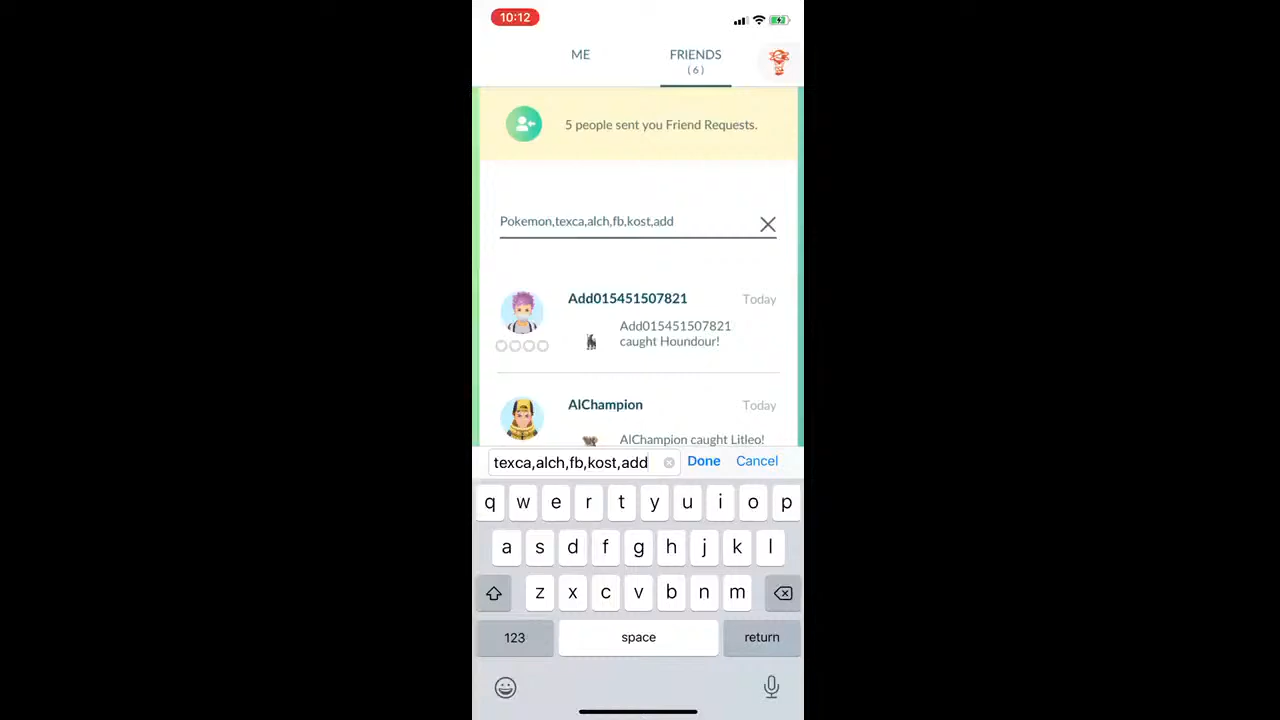 10:12
ME
FRIENDS
(6)
5 people sent you Friend Requests.
Pokemon,texca,alch,fb,kost,add
Add015451507821
Today
Add015451507821
caught Houndour!
AlChampion
Today
AlChampion caught Litleo!
texca,alch,fb,kost,add
Done
Cancel
q w e r t y u i o p
a s d f g h j k l
z x c v b n m
123
space
return